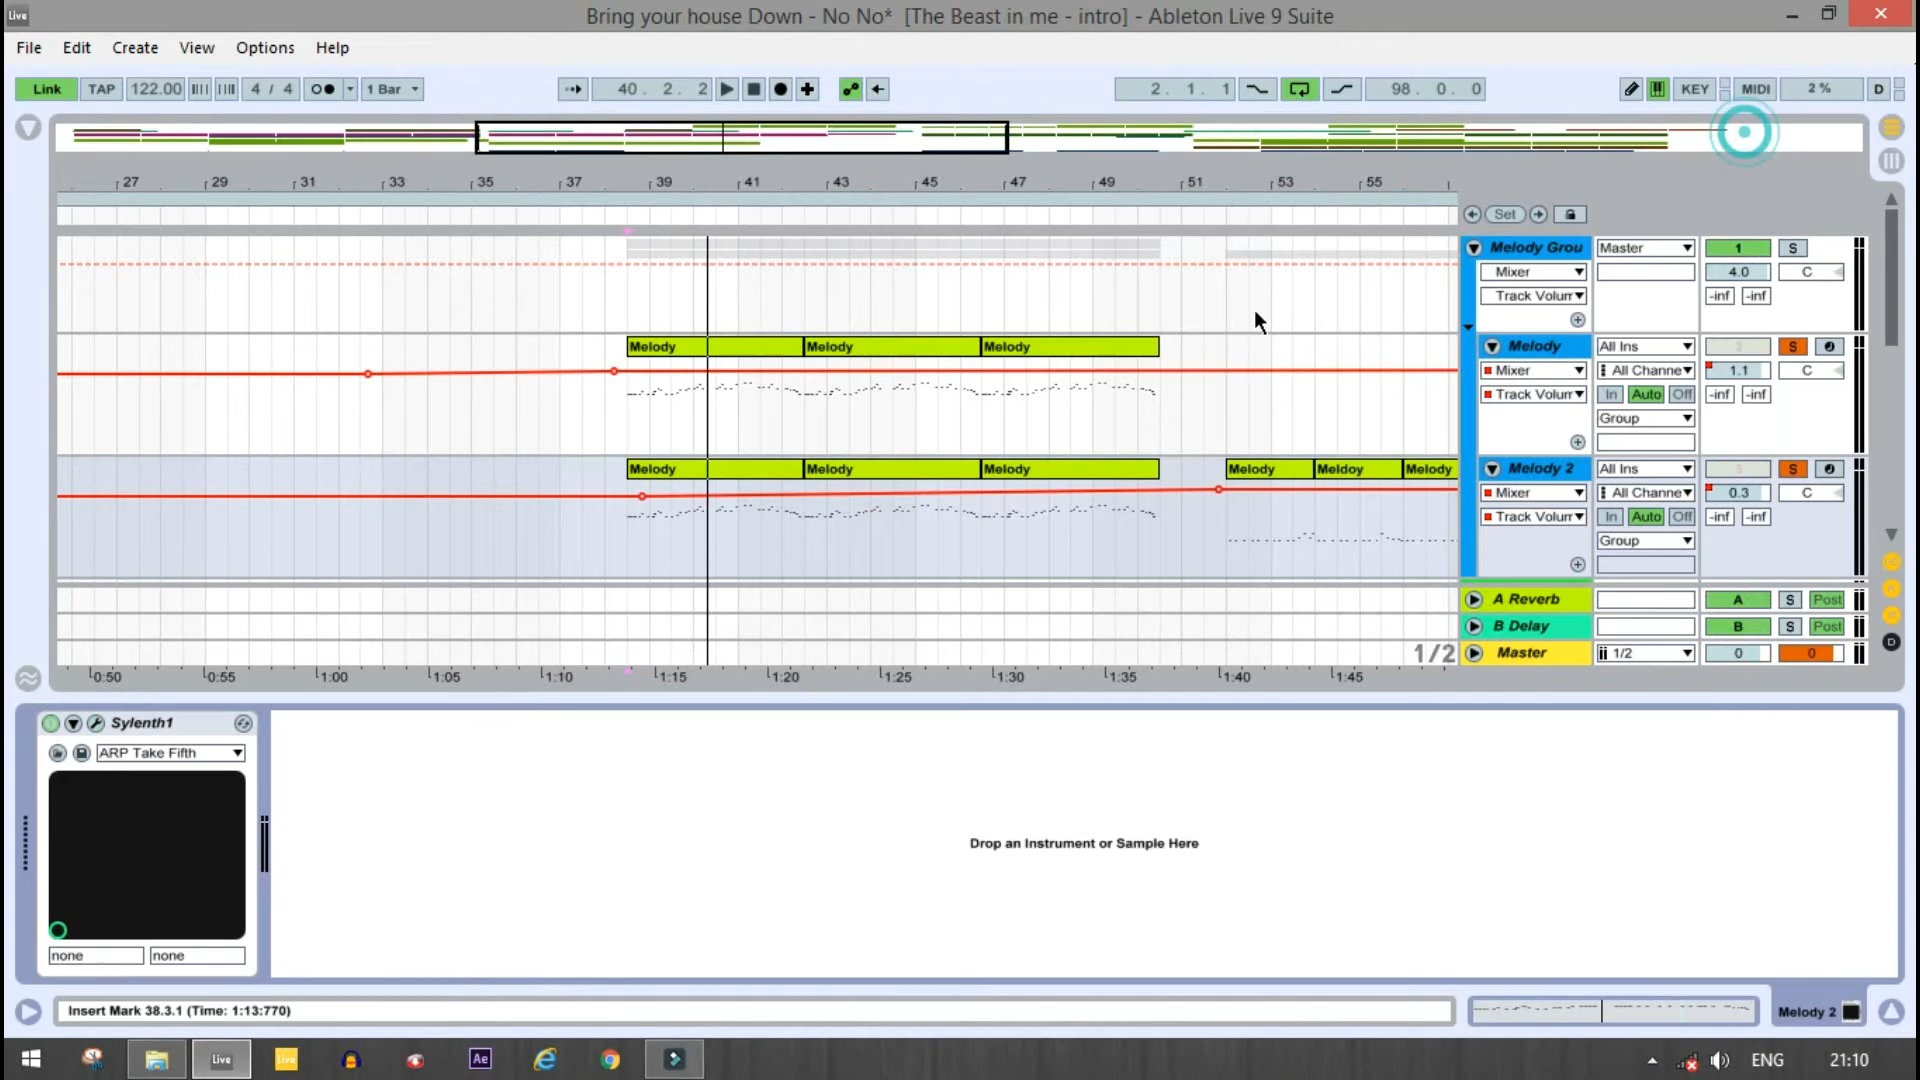 Live
Bring your house Down - No No* [The Beast in me - intro] - Ableton Live 9 Suite
File Edit Create View Options Help
Link TAP 122.00 4 / 4 1 Bar 40. 2. 2 2. 1. 1 98. 0. 0 KEY MIDI 2 % D
27 29 31 33 35 37 39 41 43 45 47 49 51 53 55
Set
Melody Grou Master 1 S
Mixer 4.0 C
Track Volum -inf -inf
Melody Melody Melody Melody All Ins 2 S
Mixer All Channe 1.1 C
Track Volum In Auto Off -inf -inf
Group
Melody Melody Melody Melody Meldoy Melody Melody 2 All Ins S
Mixer All Channe 0.3 C
Track Volum In Auto Off -inf -inf
Group
A Reverb A S Post
B Delay B S Post
1/2 Master 1/2 0 0
0:50 0:55 1:00 1:05 1:10 1:15 1:20 1:25 1:30 1:35 1:40 1:45
D
Sylenth1
ARP Take Fifth
Drop an Instrument or Sample Here
none none
Insert Mark 38.3.1 (Time: 1:13:770)
Melody 2
Live Live Ae ENG 21:10